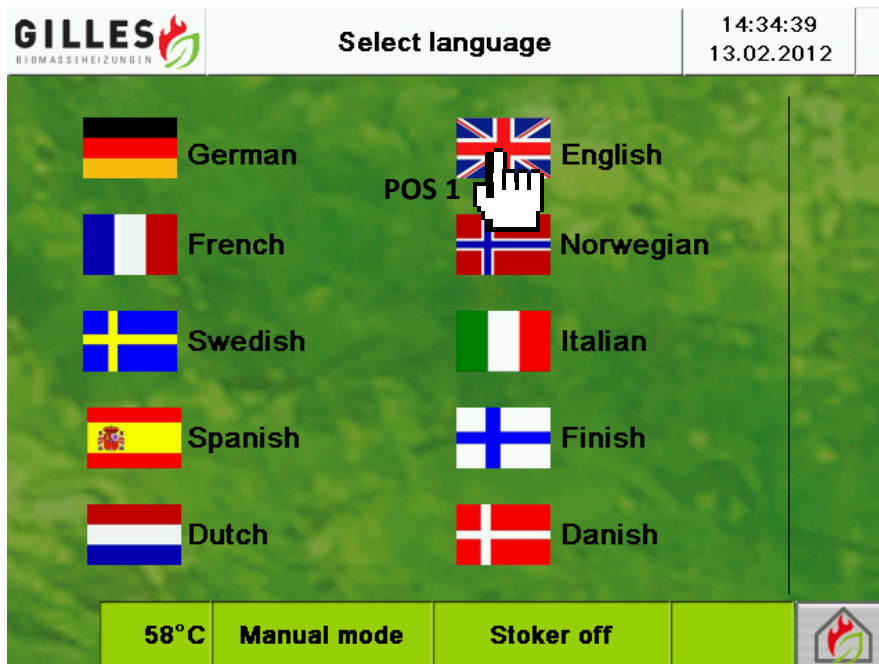 GILLES
BIOMASSEHEIZUNGEN
Select language
14:34:39
13.02.2012
German
English
POS 1
French
Norwegian
Swedish
Italian
Spanish
Finish
Dutch
Danish
58°C
Manual mode
Stoker off